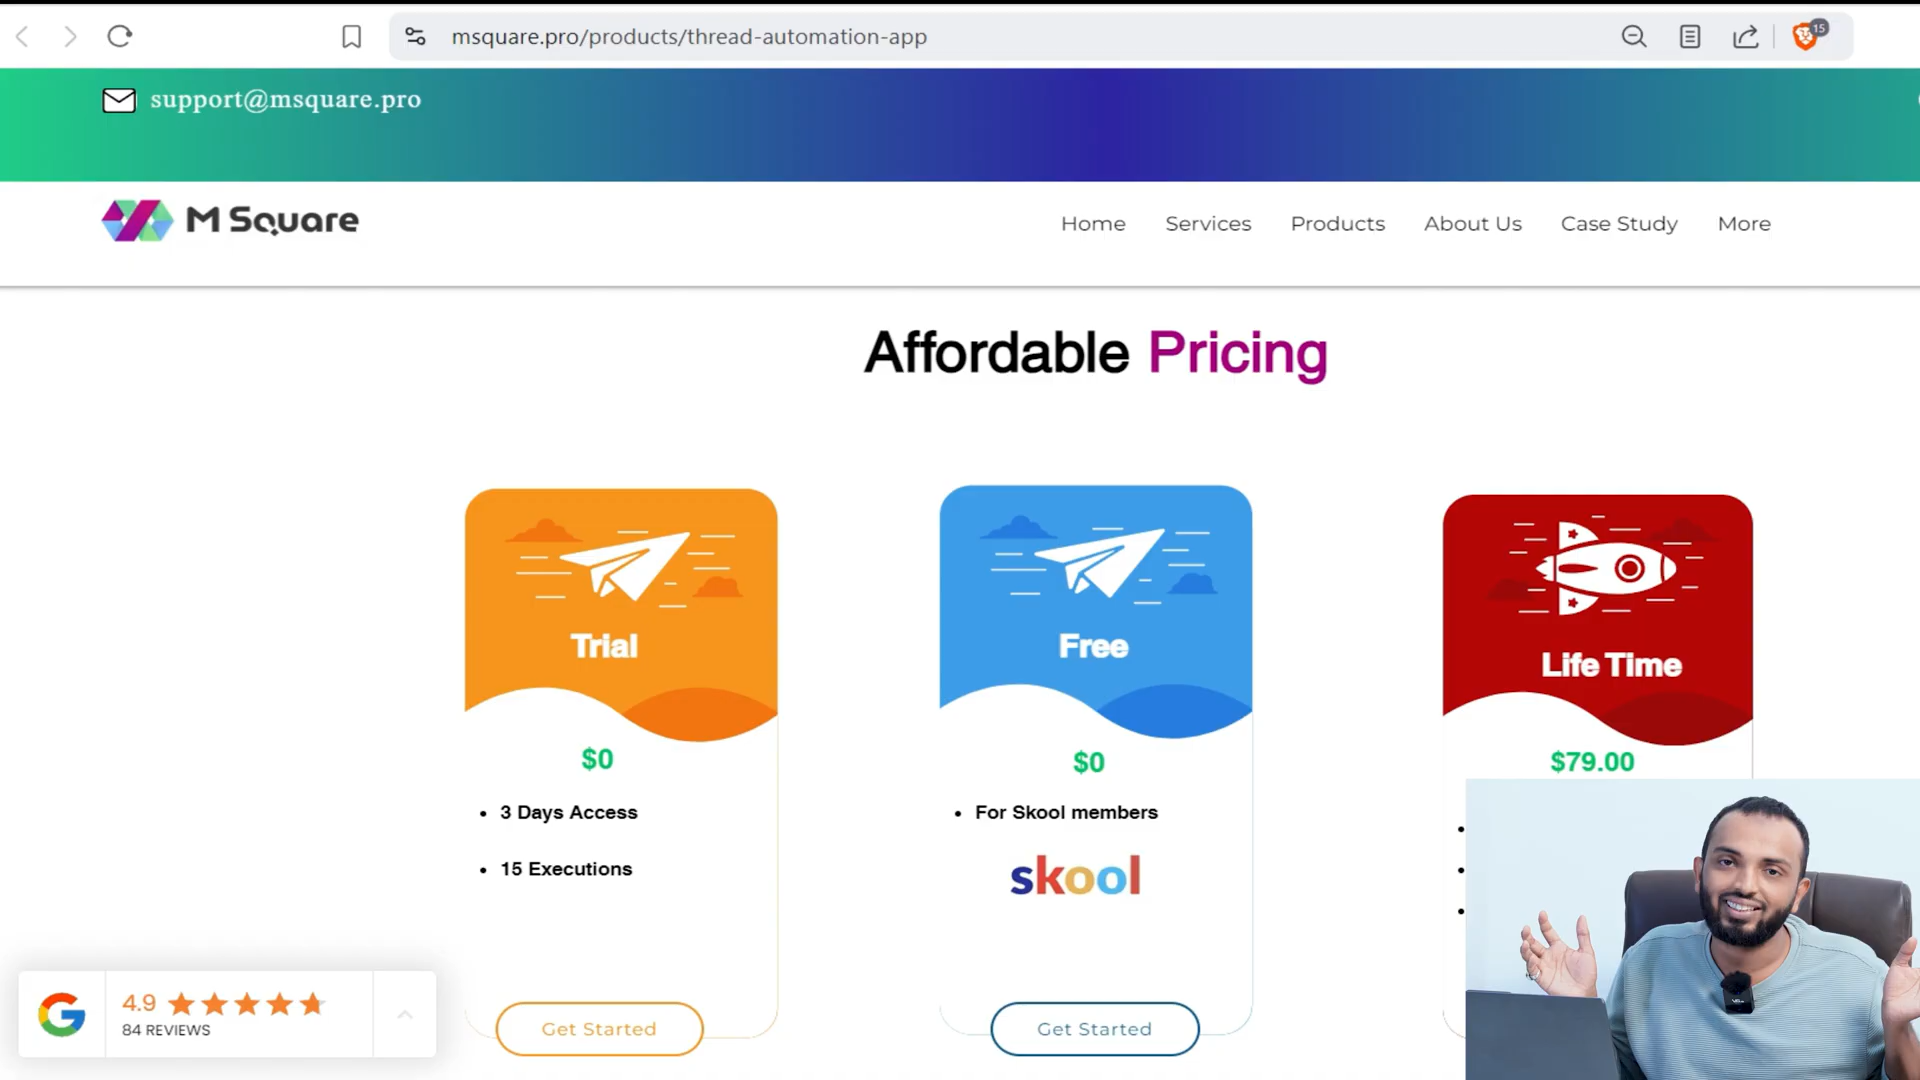 msquare.pro/products/thread-automation-app
15
support@msquare.pro
M Square
Home Services Products About Us Case Study More
Affordable Pricing
Trial
$0
• 3 Days Access
• 15 Executions
Get Started
Free
$0
• For Skool members
skool
Get Started
Life Time
$79.00
G
4.9
84 REVIEWS